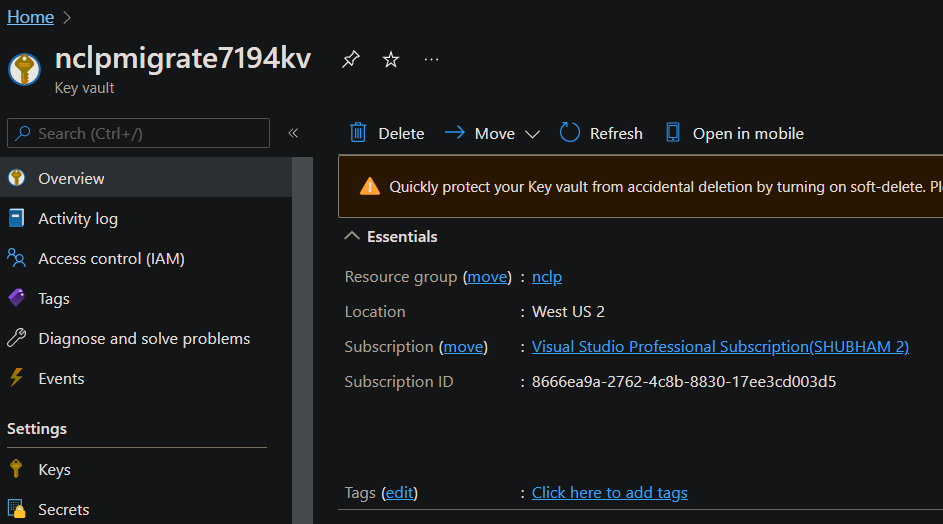 Home
nclpmigrate7194kv
Key vault
Search (Ctrl+/)
Delete Move Refresh Open in mobile
Overview
Activity log
Access control (IAM)
Tags
Diagnose and solve problems
Events
Settings
Keys
Secrets
Quickly protect your Key vault from accidental deletion by turning on soft-delete.
Essentials
Resource group (move) : nclp
Location : West US 2
Subscription (move) : Visual Studio Professional Subscription(SHUBHAM 2)
Subscription ID : 8666ea9a-2762-4c8b-8830-17ee3cd003d5
Tags (edit) : Click here to add tags